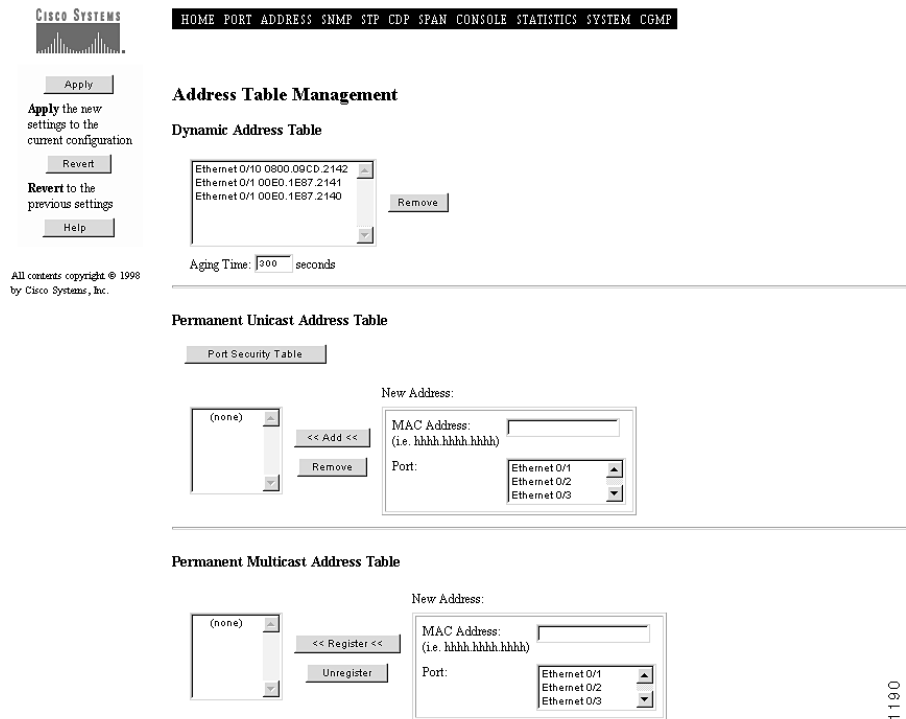 CISCO SYSTEMS
HOME PORT ADDRESS SNMP STP CDP SPAN CONSOLE STATISTICS SYSTEM CGMP
Apply
Apply the new
settings to the
current configuration
Revert
Revert to the
previous settings
Help
All contents copyright © 1998
by Cisco Systems, Inc.
Address Table Management
Dynamic Address Table
Ethernet 0/10 0800.09CD.2142
Ethernet 0/1 00E0.1E87.2141
Ethernet 0/1 00E0.1E87.2140
Remove
Aging Time: 300 seconds
Permanent Unicast Address Table
Port Security Table
New Address:
(none)
<< Add <<
Remove
MAC Address:
(i.e. hhhh.hhhh.hhhh)
Port:
Ethernet 0/1
Ethernet 0/2
Ethernet 0/3
Permanent Multicast Address Table
New Address:
(none)
<< Register <<
Unregister
MAC Address:
(i.e. hhhh.hhhh.hhhh)
Port:
Ethernet 0/1
Ethernet 0/2
Ethernet 0/3
1190